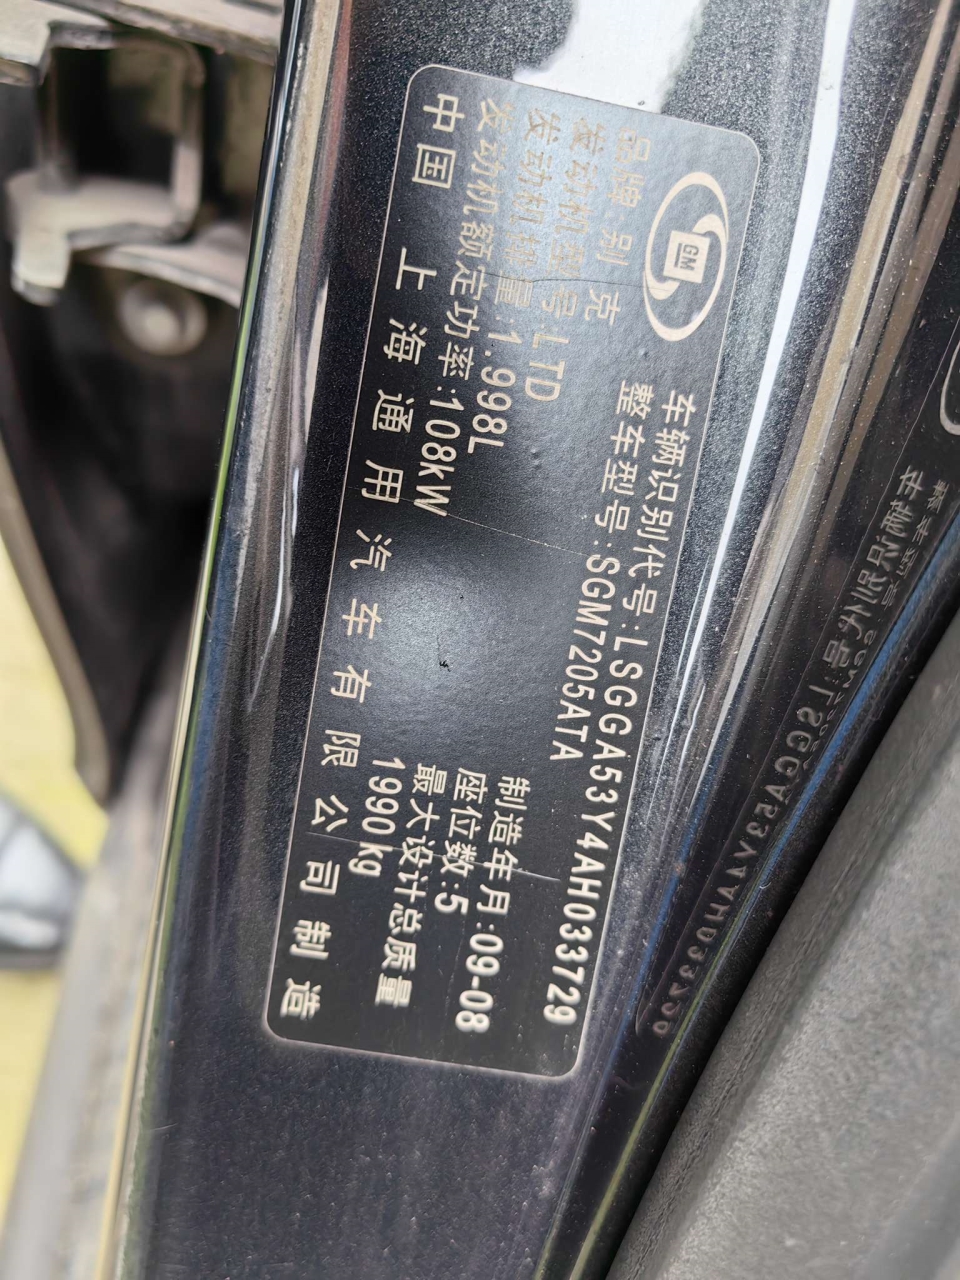 GM
车辆识别代号:LSGGA53Y4AH033729
品牌 别克
整车型号:SGM7205ATA
发动机型号:LTD
制造年月:09-08
发动机排量:1.998L
座位数:5
发动机额定功率:108kW
最大设计总质量
1990kg
中国 上海通用汽车有限公司制造